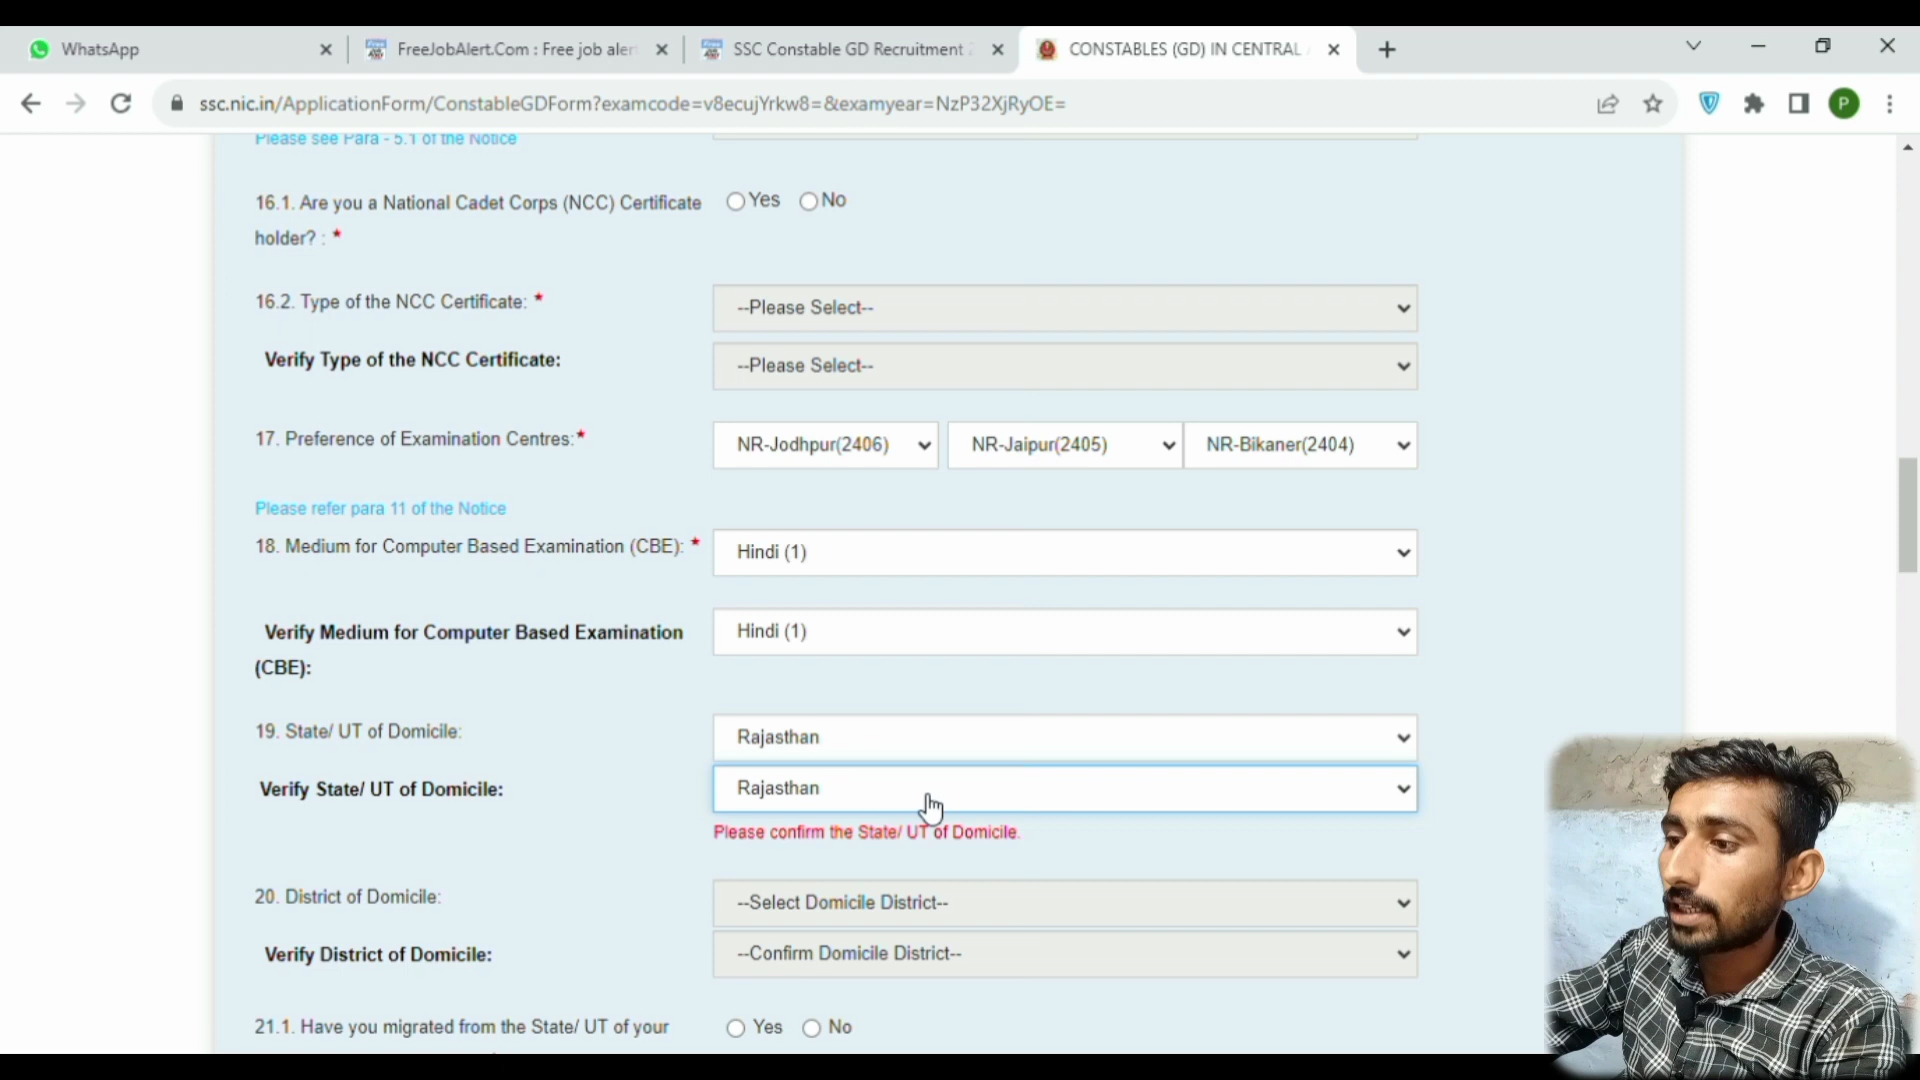 WhatsApp
FreeJobAlert.Com : Free job aler
SSC Constable GD Recruitment 2
CONSTABLES (GD) IN CENTRAL A
ssc.nic.in/ApplicationForm/ConstableGDForm?examcode=v8ecujYrkw8=&examyear=NzP32XjRyOE=
P
Please see Para - 5.1 of the Notice
16.1. Are you a National Cadet Corps (NCC) Certificate holder? : *
Yes No
16.2. Type of the NCC Certificate: *
--Please Select--
Verify Type of the NCC Certificate:
--Please Select--
17. Preference of Examination Centres:*
NR-Jodhpur(2406) NR-Jaipur(2405) NR-Bikaner(2404)
Please refer para 11 of the Notice
18. Medium for Computer Based Examination (CBE): *
Hindi (1)
Verify Medium for Computer Based Examination (CBE):
Hindi (1)
19. State/ UT of Domicile:
Rajasthan
Verify State/ UT of Domicile:
Rajasthan
Please confirm the State/ UT of Domicile.
20. District of Domicile:
--Select Domicile District--
Verify District of Domicile:
--Confirm Domicile District--
21.1. Have you migrated from the State/ UT of your
Yes No